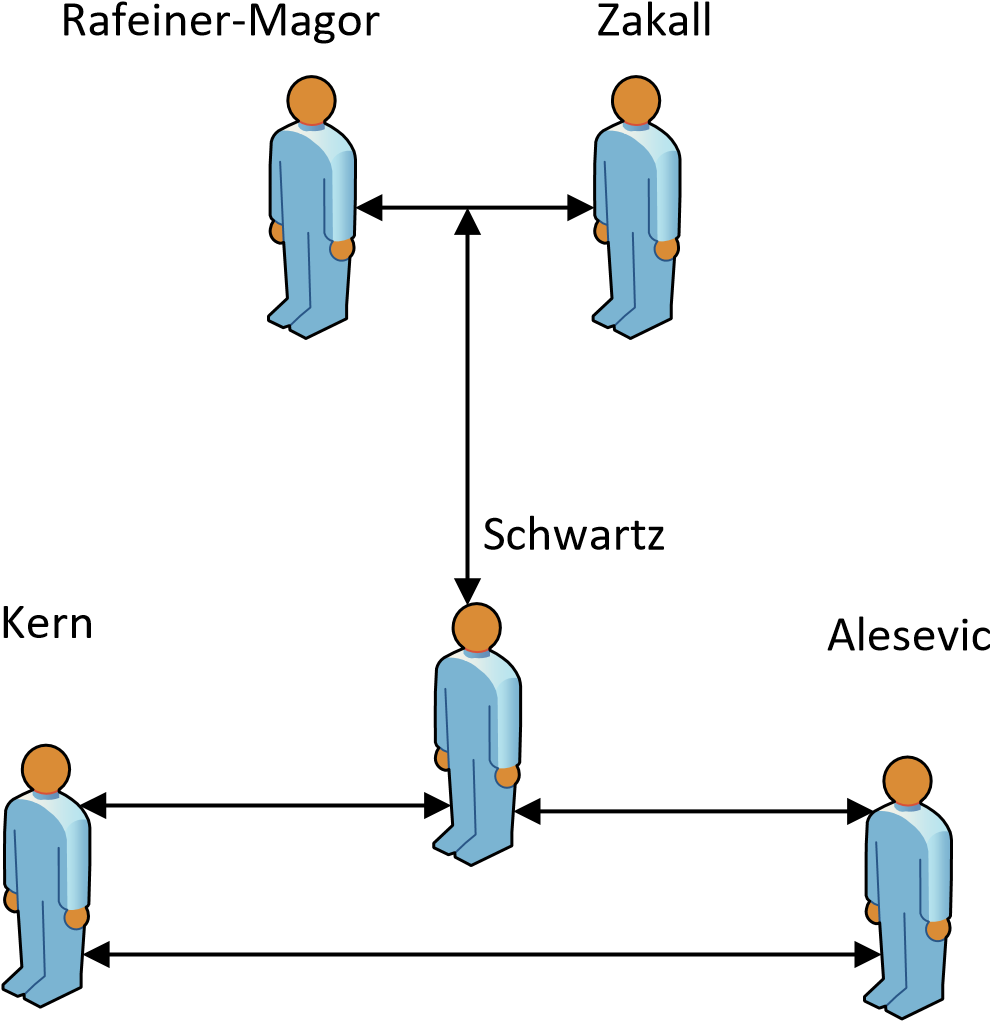 Rafeiner-Magor
Zakall
Schwartz
Kern
Alesevic